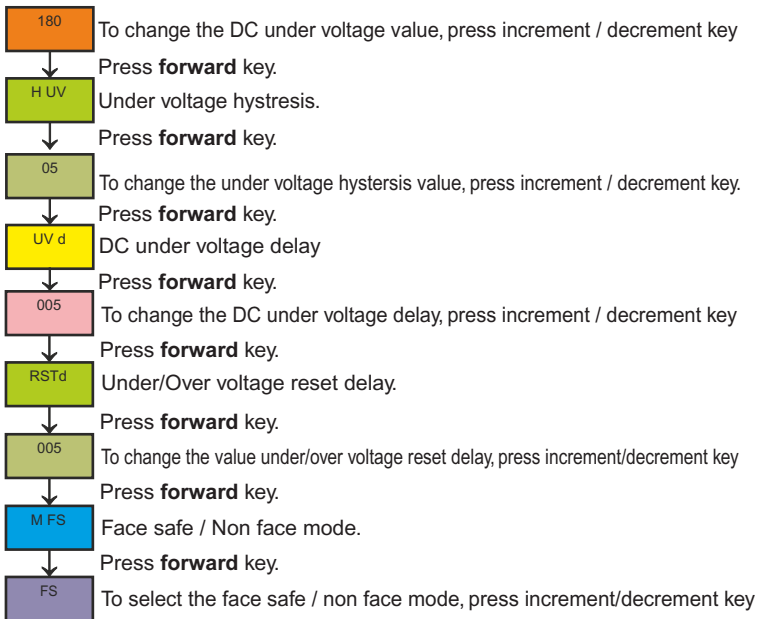 180
To change the DC under voltage value, press increment / decrement key
Press forward key.
H UV
Under voltage hystresis.
Press forward key.
05
To change the under voltage hystersis value, press increment / decrement key.
Press forward key.
UV d
DC under voltage delay
Press forward key.
005
To change the DC under voltage delay, press increment / decrement key
Press forward key.
RSTd
Under/Over voltage reset delay.
Press forward key.
005
To change the value under/over voltage reset delay, press increment/decrement key
Press forward key.
M FS
Face safe / Non face mode.
Press forward key.
FS
To select the face safe / non face mode, press increment/decrement key